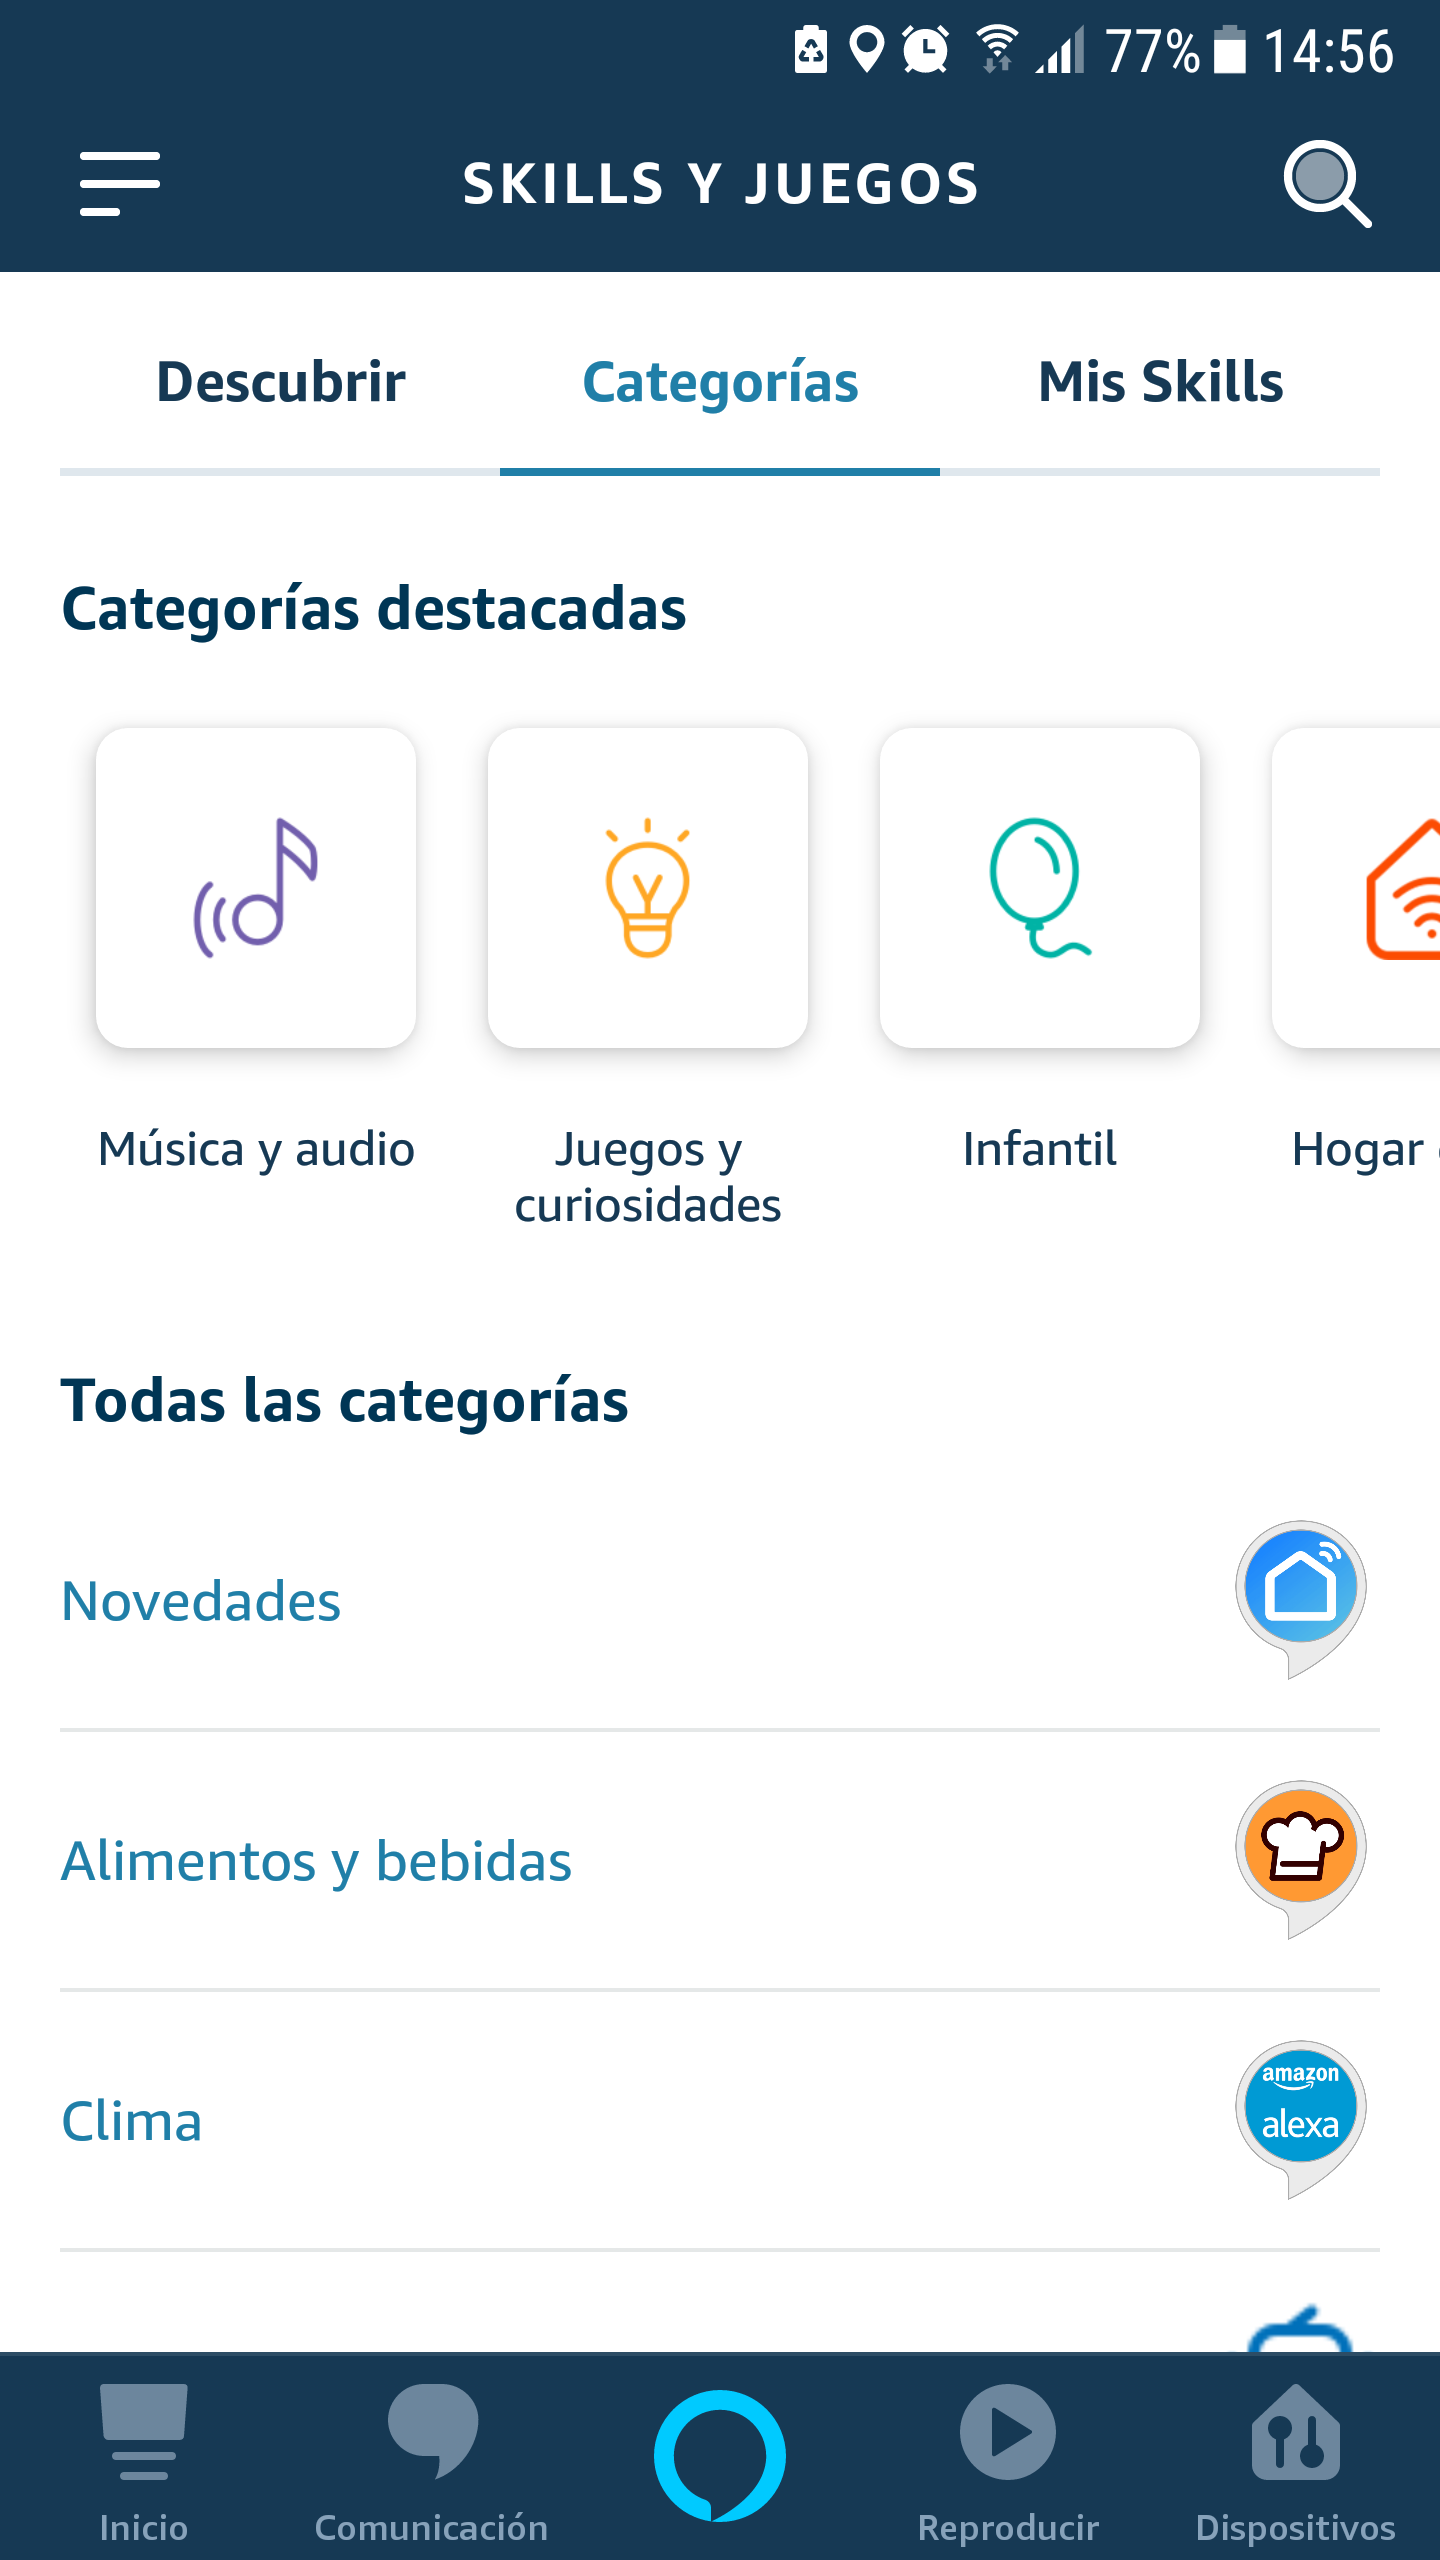 77% 14:56
SKILLS Y JUEGOS
Descubrir Categorías Mis Skills
Categorías destacadas
Música y audio Juegos y curiosidades Infantil Hogar
Todas las categorías
Novedades
Alimentos y bebidas
Clima
amazon
alexa
Inicio Comunicación Reproducir Dispositivos